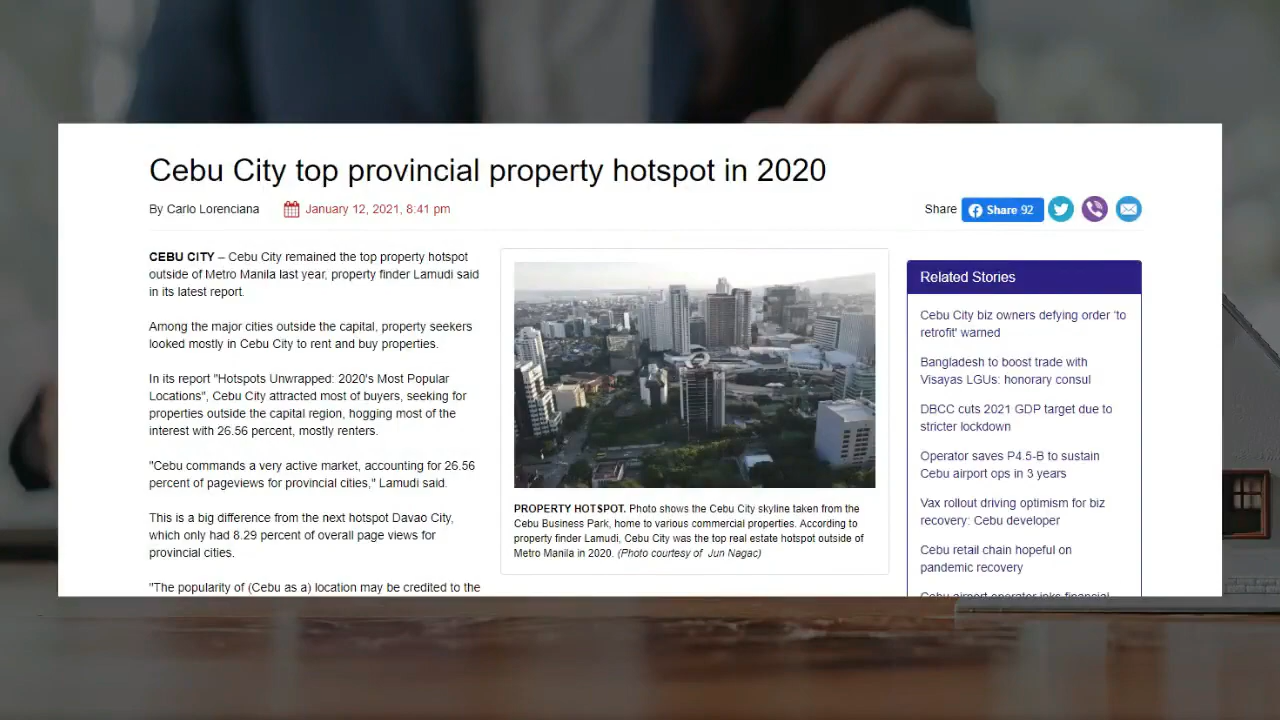 Cebu City top provincial property hotspot in 2020
By Carlo Lorenciana
January 12, 2021, 8:41 pm
Share
Share 92
CEBU CITY – Cebu City remained the top property hotspot
outside of Metro Manila last year, property finder Lamudi said
in its latest report.
Among the major cities outside the capital, property seekers
looked mostly in Cebu City to rent and buy properties.
In its report "Hotspots Unwrapped: 2020's Most Popular
Locations", Cebu City attracted most of buyers, seeking for
properties outside the capital region, hogging most of the
interest with 26.56 percent, mostly renters.
"Cebu commands a very active market, accounting for 26.56
percent of pageviews for provincial cities," Lamudi said.
This is a big difference from the next hotspot Davao City,
which only had 8.29 percent of overall page views for
provincial cities.
"The popularity of (Cebu as a) location may be credited to the
PROPERTY HOTSPOT. Photo shows the Cebu City skyline taken from the
Cebu Business Park, home to various commercial properties. According to
property finder Lamudi, Cebu City was the top real estate hotspot outside of
Metro Manila in 2020. (Photo courtesy of Jun Nagac)
Related Stories
Cebu City biz owners defying order 'to
retrofit' warned
Bangladesh to boost trade with
Visayas LGUs: honorary consul
DBCC cuts 2021 GDP target due to
stricter lockdown
Operator saves P4.5-B to sustain
Cebu airport ops in 3 years
Vax rollout driving optimism for biz
recovery: Cebu developer
Cebu retail chain hopeful on
pandemic recovery
Cebu airport operator inks financial